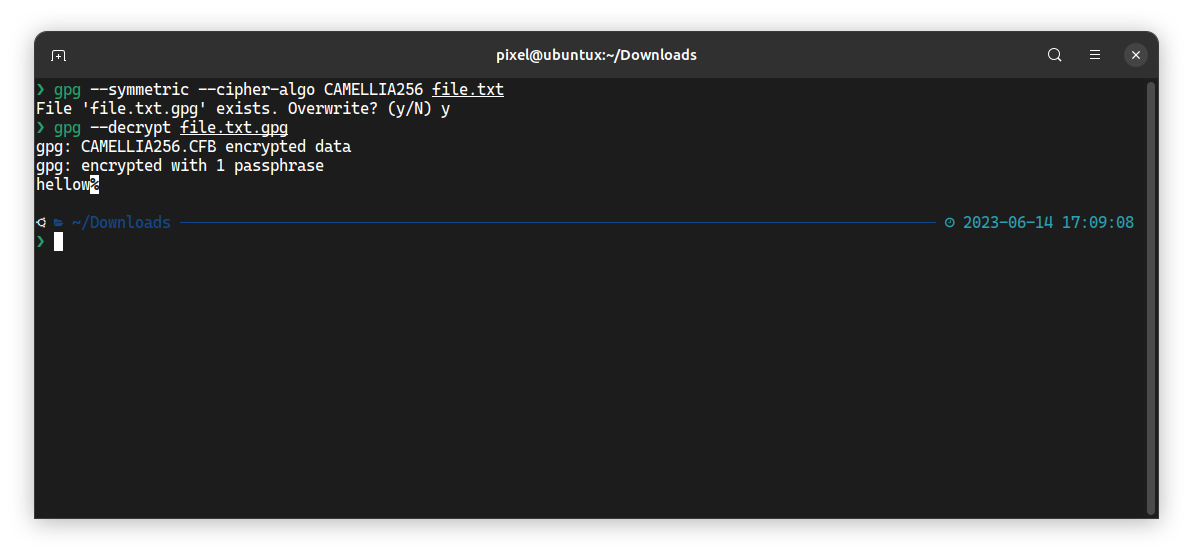 pixel@ubuntux:~/Downloads
❯ gpg --symmetric --cipher-algo CAMELLIA256 file.txt
File 'file.txt.gpg' exists. Overwrite? (y/N) y
❯ gpg --decrypt file.txt.gpg
gpg: CAMELLIA256.CFB encrypted data
gpg: encrypted with 1 passphrase
hellow%
~/Downloads 2023-06-14 17:09:08
❯